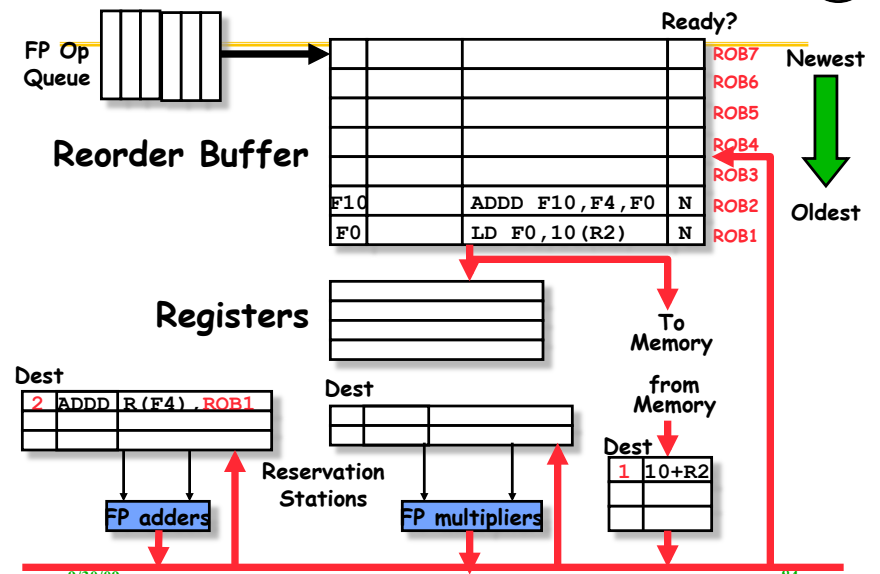 Ready?
FP Op
Queue
ROB7
Newest
ROB6
ROB5
Reorder Buffer
ROB4
ROB3
F10 ADDD F10,F4,F0 N ROB2
Oldest
F0 LD F0,10(R2) N ROB1
Registers
To
Memory
Dest
2 ADDD R(F4),ROB1
Dest
from
Memory
Dest
1 10+R2
Reservation
Stations
FP adders
FP multipliers